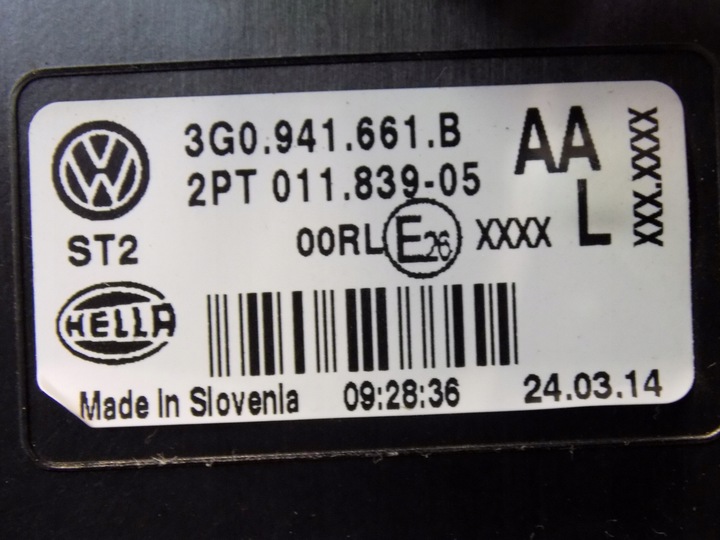 3G0.941.661.B
AA
2PT 011.839-05
ST2
00RL E26 XXXX L
XXX.XXXX
HELLA
Made in Slovenia 09:28:36 24.03.14